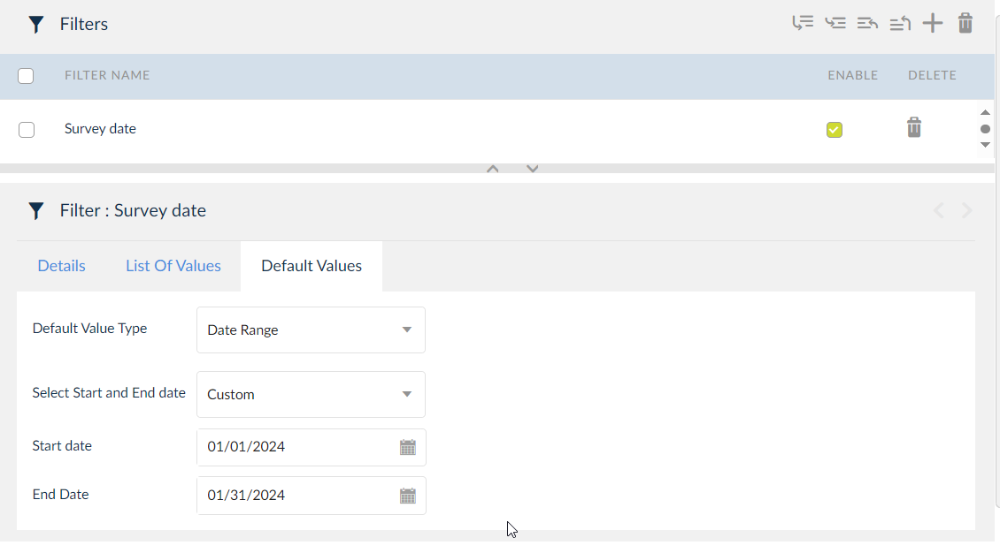 Filters
FILTER NAME ENABLE DELETE
Survey date
Filter : Survey date
Details List Of Values Default Values
Default Value Type Date Range
Select Start and End date Custom
Start date 01/01/2024
End Date 01/31/2024